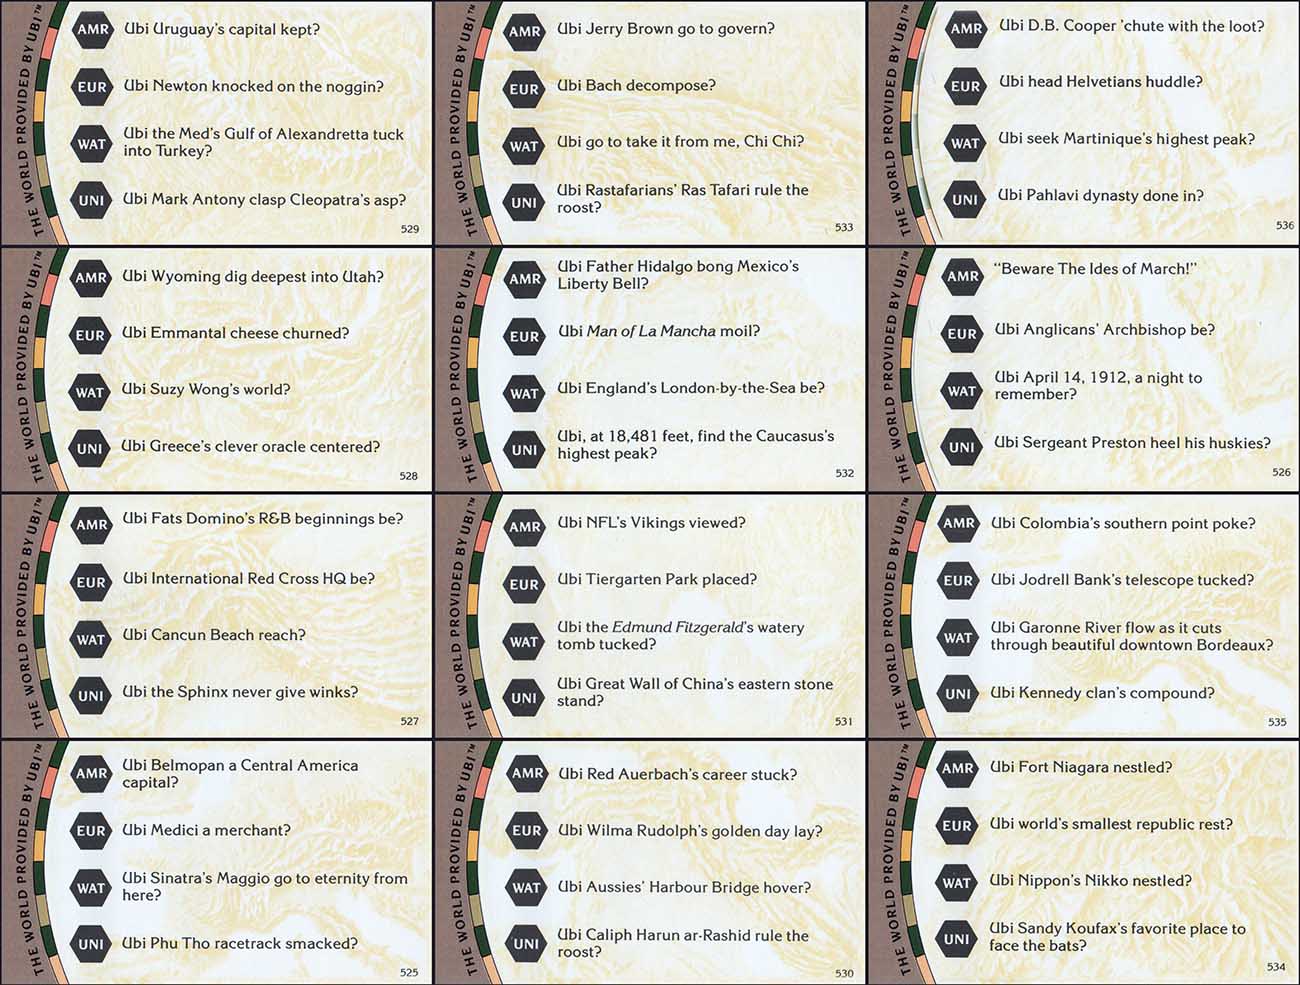 THE WORLD PROVIDED BY UBI™
AMR Ubi Uruguay's capital kept?
EUR Ubi Newton knocked on the noggin?
WAT Ubi the Med's Gulf of Alexandretta tuck
into Turkey?
UNI Ubi Mark Antony clasp Cleopatra's asp?
529
THE WORLD PROVIDED BY UBI™
AMR Ubi Jerry Brown go to govern?
EUR Ubi Bach decompose?
WAT Ubi go to take it from me, Chi Chi?
UNI Ubi Rastafarians' Ras Tafari rule the
roost?
533
THE WORLD PROVIDED BY UBI™
AMR Ubi D.B. Cooper 'chute with the loot?
EUR Ubi head Helvetians huddle?
WAT Ubi seek Martinique's highest peak?
UNI Ubi Pahlavi dynasty done in?
536
THE WORLD PROVIDED BY UBI™
AMR Ubi Wyoming dig deepest into Utah?
EUR Ubi Emmantal cheese churned?
WAT Ubi Suzy Wong's world?
UNI Ubi Greece's clever oracle centered?
528
THE WORLD PROVIDED BY UBI™
AMR Ubi Father Hidalgo bong Mexico's
Liberty Bell?
EUR Ubi Man of La Mancha moil?
WAT Ubi England's London-by-the-Sea be?
UNI Ubi, at 18,481 feet, find the Caucasus's
highest peak?
532
THE WORLD PROVIDED BY UBI™
AMR "Beware The Ides of March!"
EUR Ubi Anglicans' Archbishop be?
WAT Ubi April 14, 1912, a night to
remember?
UNI Ubi Sergeant Preston heel his huskies?
526
THE WORLD PROVIDED BY UBI™
AMR Ubi Fats Domino's R&B beginnings be?
EUR Ubi International Red Cross HQ be?
WAT Ubi Cancun Beach reach?
UNI Ubi the Sphinx never give winks?
527
THE WORLD PROVIDED BY UBI™
AMR Ubi NFL's Vikings viewed?
EUR Ubi Tiergarten Park placed?
WAT Ubi the Edmund Fitzgerald's watery
tomb tucked?
UNI Ubi Great Wall of China's eastern stone
stand?
531
THE WORLD PROVIDED BY UBI™
AMR Ubi Colombia's southern point poke?
EUR Ubi Jodrell Bank's telescope tucked?
WAT Ubi Garonne River flow as it cuts
through beautiful downtown Bordeaux?
UNI Ubi Kennedy clan's compound?
535
THE WORLD PROVIDED BY UBI™
AMR Ubi Belmopan a Central America
capital?
EUR Ubi Medici a merchant?
WAT Ubi Sinatra's Maggio go to eternity from
here?
UNI Ubi Phu Tho racetrack smacked?
525
THE WORLD PROVIDED BY UBI™
AMR Ubi Red Auerbach's career stuck?
EUR Ubi Wilma Rudolph's golden day lay?
WAT Ubi Aussies' Harbour Bridge hover?
UNI Ubi Caliph Harun ar-Rashid rule the
roost?
530
THE WORLD PROVIDED BY UBI™
AMR Ubi Fort Niagara nestled?
EUR Ubi world's smallest republic rest?
WAT Ubi Nippon's Nikko nestled?
UNI Ubi Sandy Koufax's favorite place to
face the bats?
534